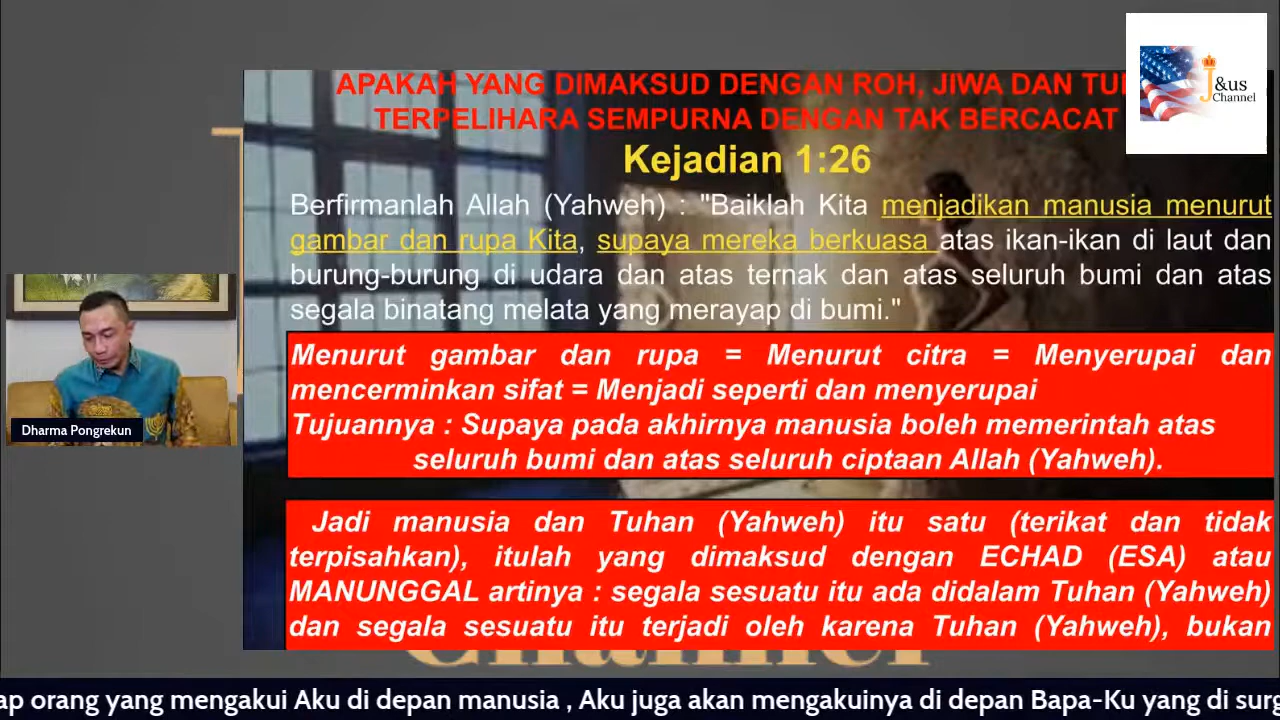 APAKAH YANG DIMAKSUD DENGAN ROH, JIWA DAN
TERPELIHARA SEMPURNA DENGAN TAK BERCACAT
J&us
Channel
Kejadian 1:26
Berfirmanlah Allah (Yahweh) : "Baiklah Kita menjadikan manusia menurut
gambar dan rupa Kita, supaya mereka berkuasa atas ikan-ikan di laut dan
burung-burung di udara dan atas ternak dan atas seluruh bumi dan atas
segala binatang melata yang merayap di bumi."
Menurut gambar dan rupa = Menurut citra = Menyerupai dan
mencerminkan sifat = Menjadi seperti dan menyerupai
Tujuannya : Supaya pada akhirnya manusia boleh memerintah atas
seluruh bumi dan atas seluruh ciptaan Allah (Yahweh).
Dharma Pongrekun
Jadi manusia dan Tuhan (Yahweh) itu satu (terikat dan tidak
terpisahkan), itulah yang dimaksud dengan ECHAD (ESA) atau
MANUNGGAL artinya : segala sesuatu itu ada didalam Tuhan (Yahweh)
dan segala sesuatu itu terjadi oleh karena Tuhan (Yahweh), bukan
ap orang yang mengakui Aku di depan manusia , Aku juga akan mengakuinya di depan Bapa-Ku yang di surg